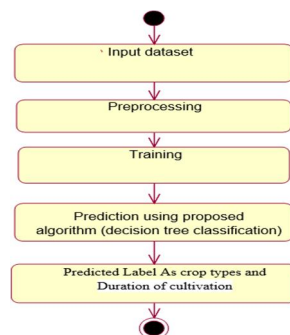 Input dataset
Preprocessing
Training
Prediction using proposed
algorithm (decision tree classification)
Predicted Label As crop types and
Duration of cultivation